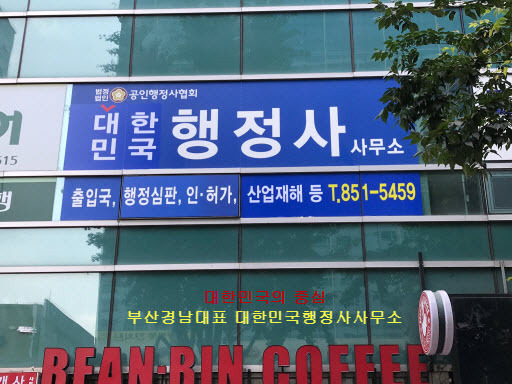 법정
법인 공인행정사협회
대한
민국 행정사 사무소
515
출입국, 행정심판, 인·허가, 산업재해 등 T.851-5459
행
대한민국의 중심
부산경남대표 대한민국행정사사무소
BEAN·BIN COFFEE